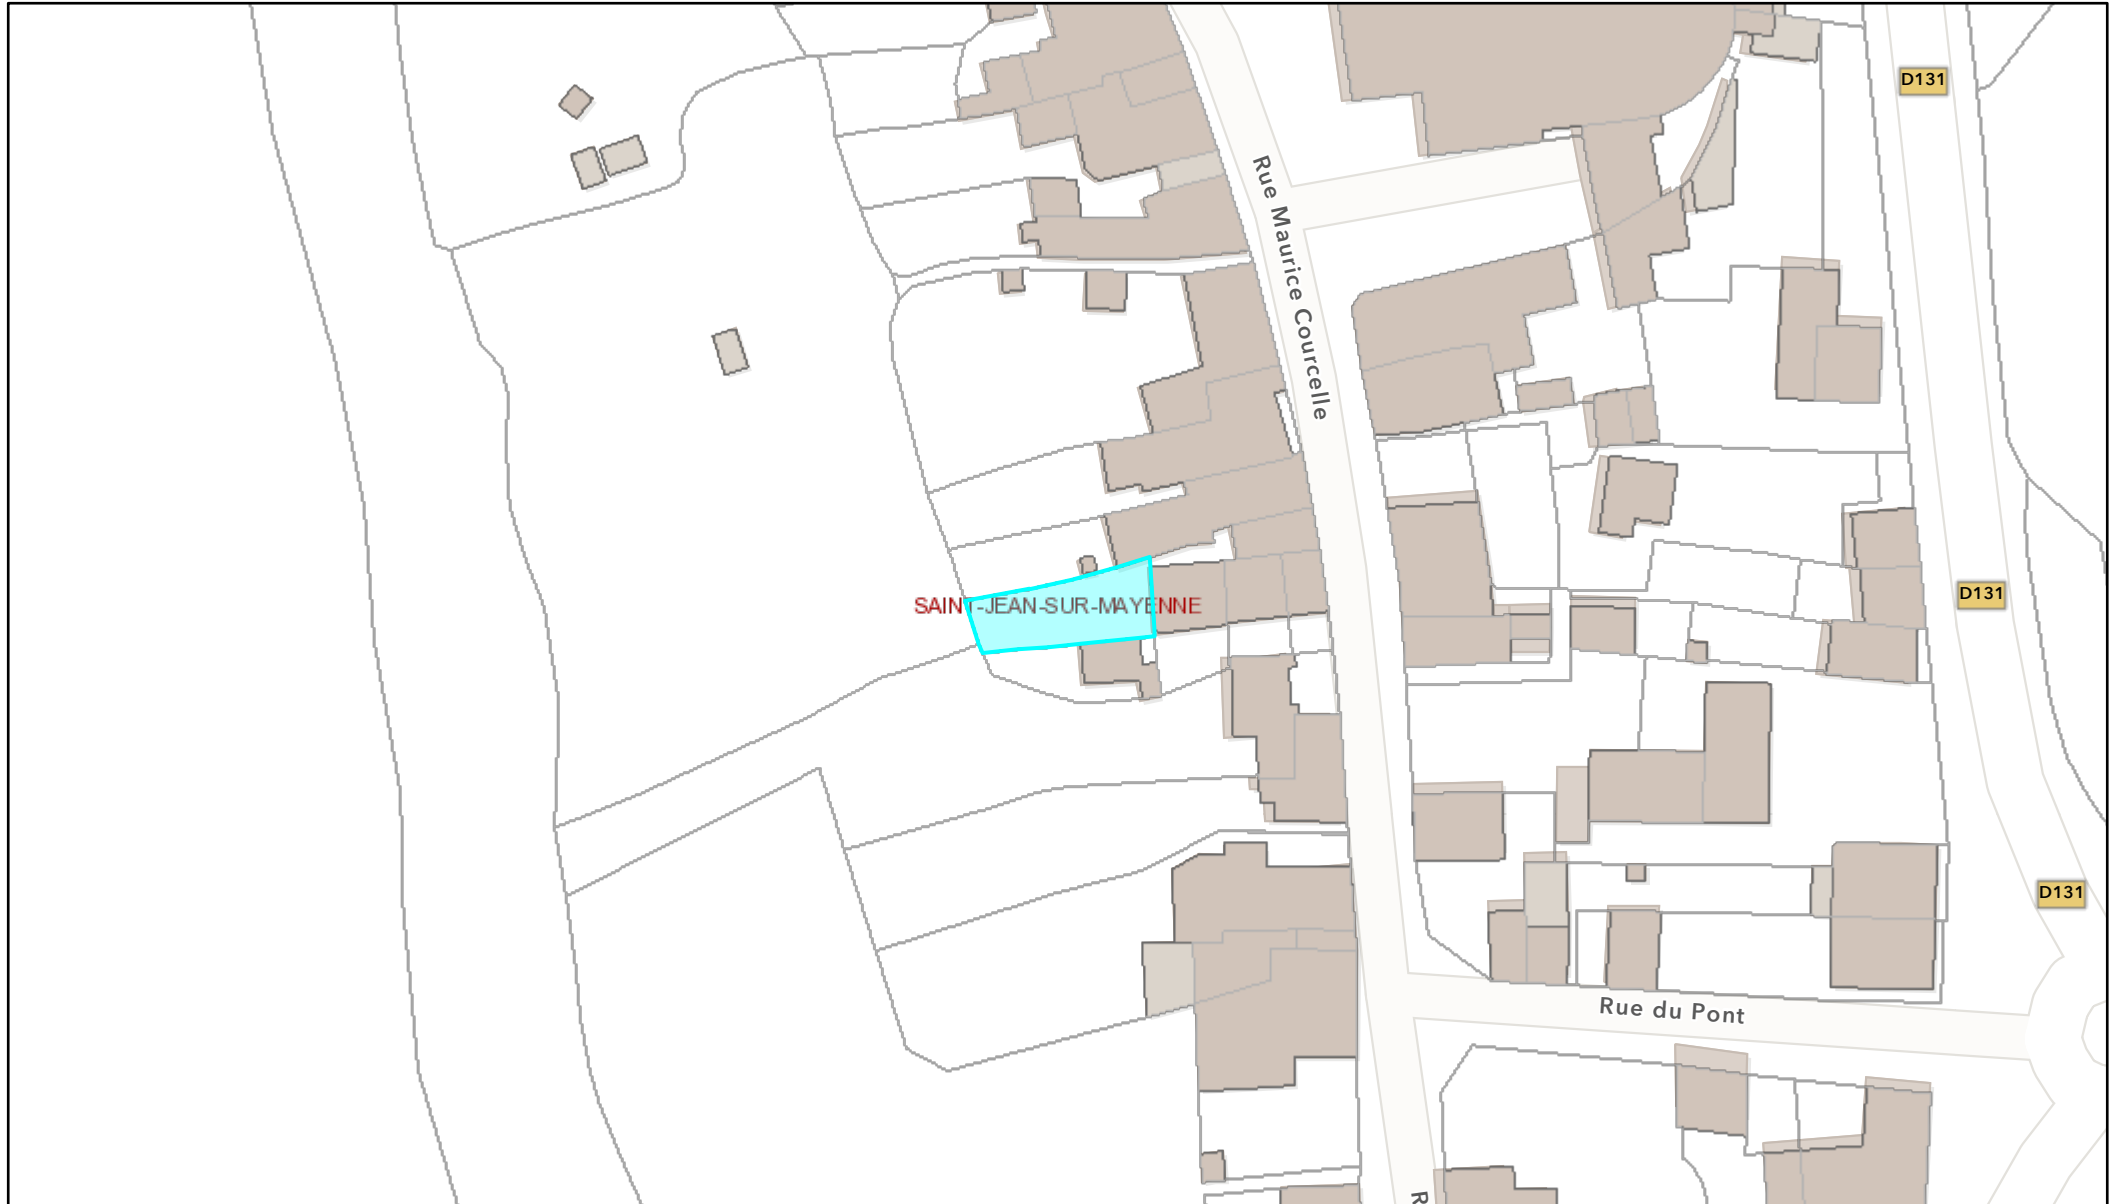 D131
Rue Maurice Courcelle
D131
SAINT-JEAN-SUR-MAYENNE
D131
Rue du Pont
R